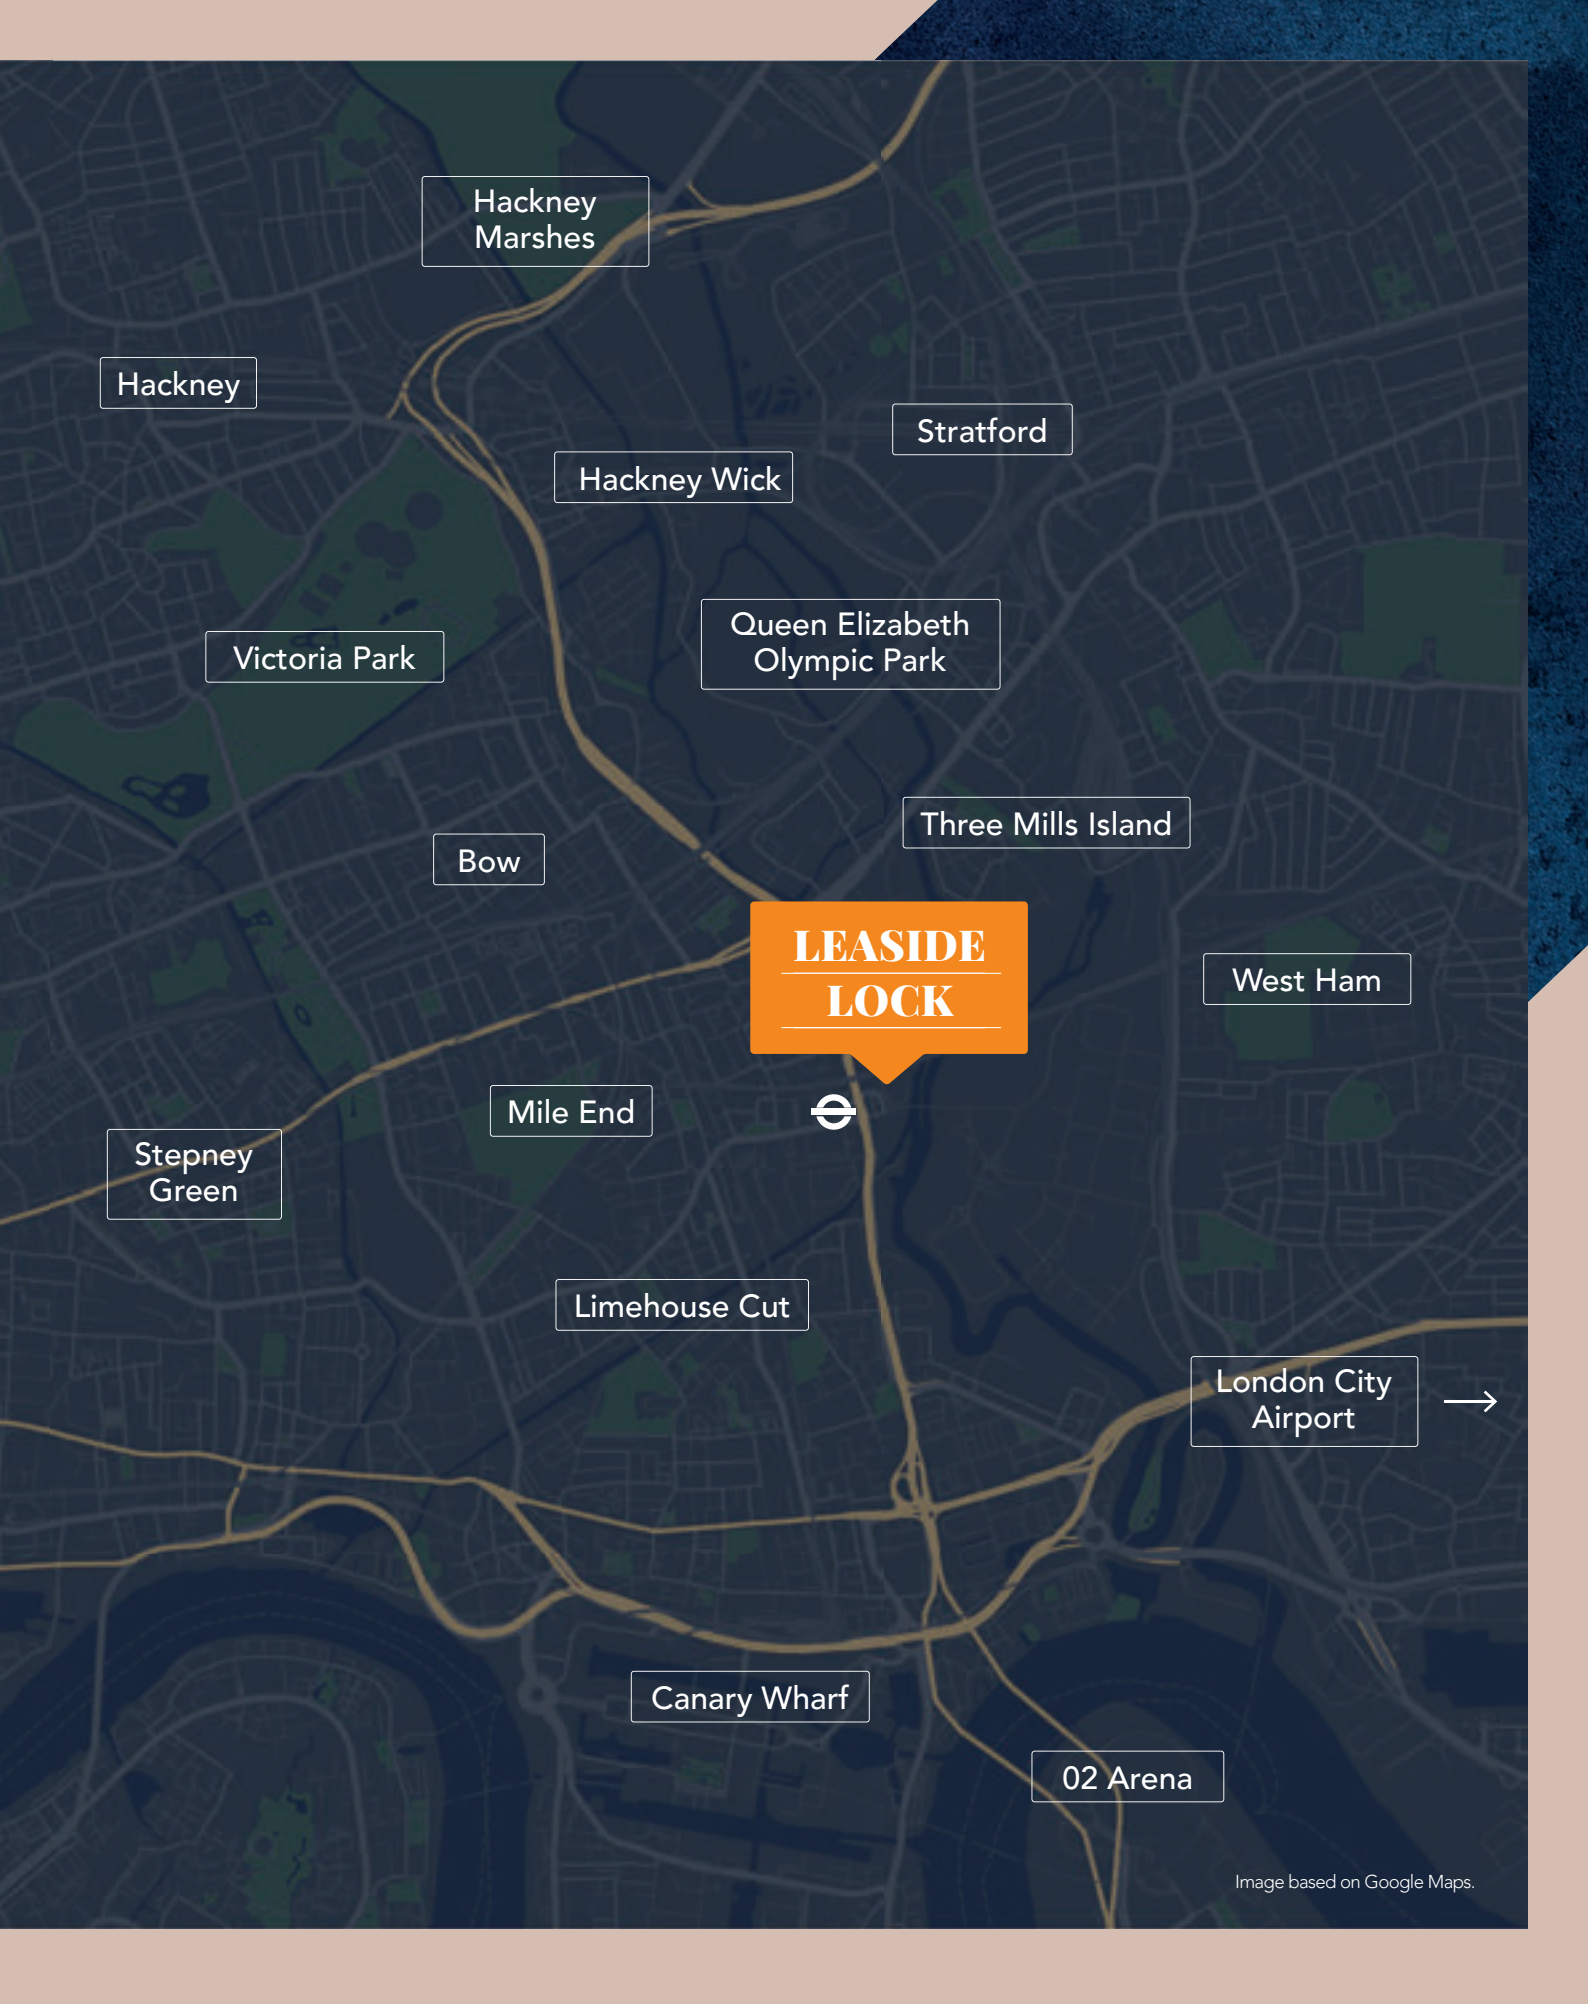 Hackney
Marshes
Hackney
Stratford
Hackney Wick
Queen Elizabeth
Olympic Park
Victoria Park
Three Mills Island
Bow
LEASIDE
LOCK
West Ham
Mile End
Stepney
Green
Limehouse Cut
London City
Airport
Canary Wharf
02 Arena
Image based on Google Maps.